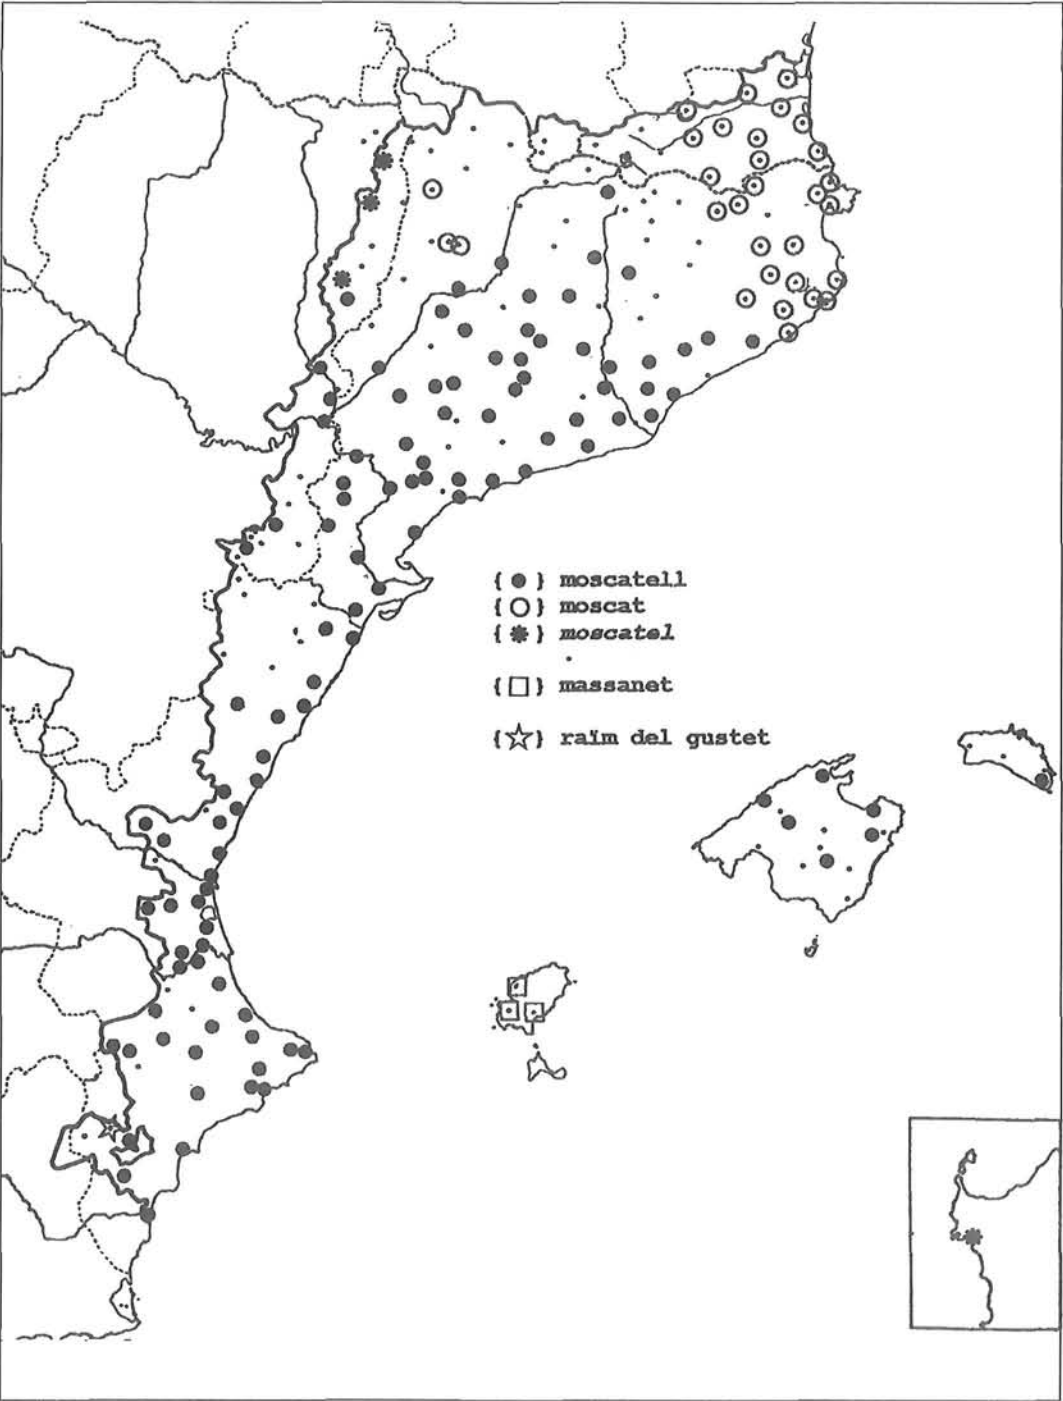 { ● } moscatell
{ ○ } moscat
{ ✸ } moscatel
{ □ } massanet
{ ☆ } raïm del gustet